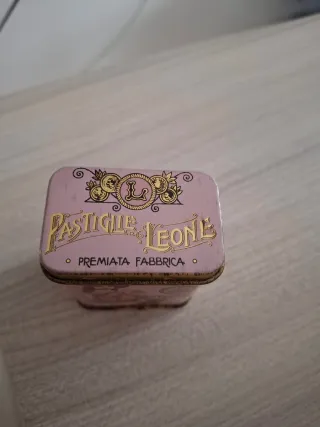 L
PASTIGLIE LEONE
• PREMIATA FABBRICA •